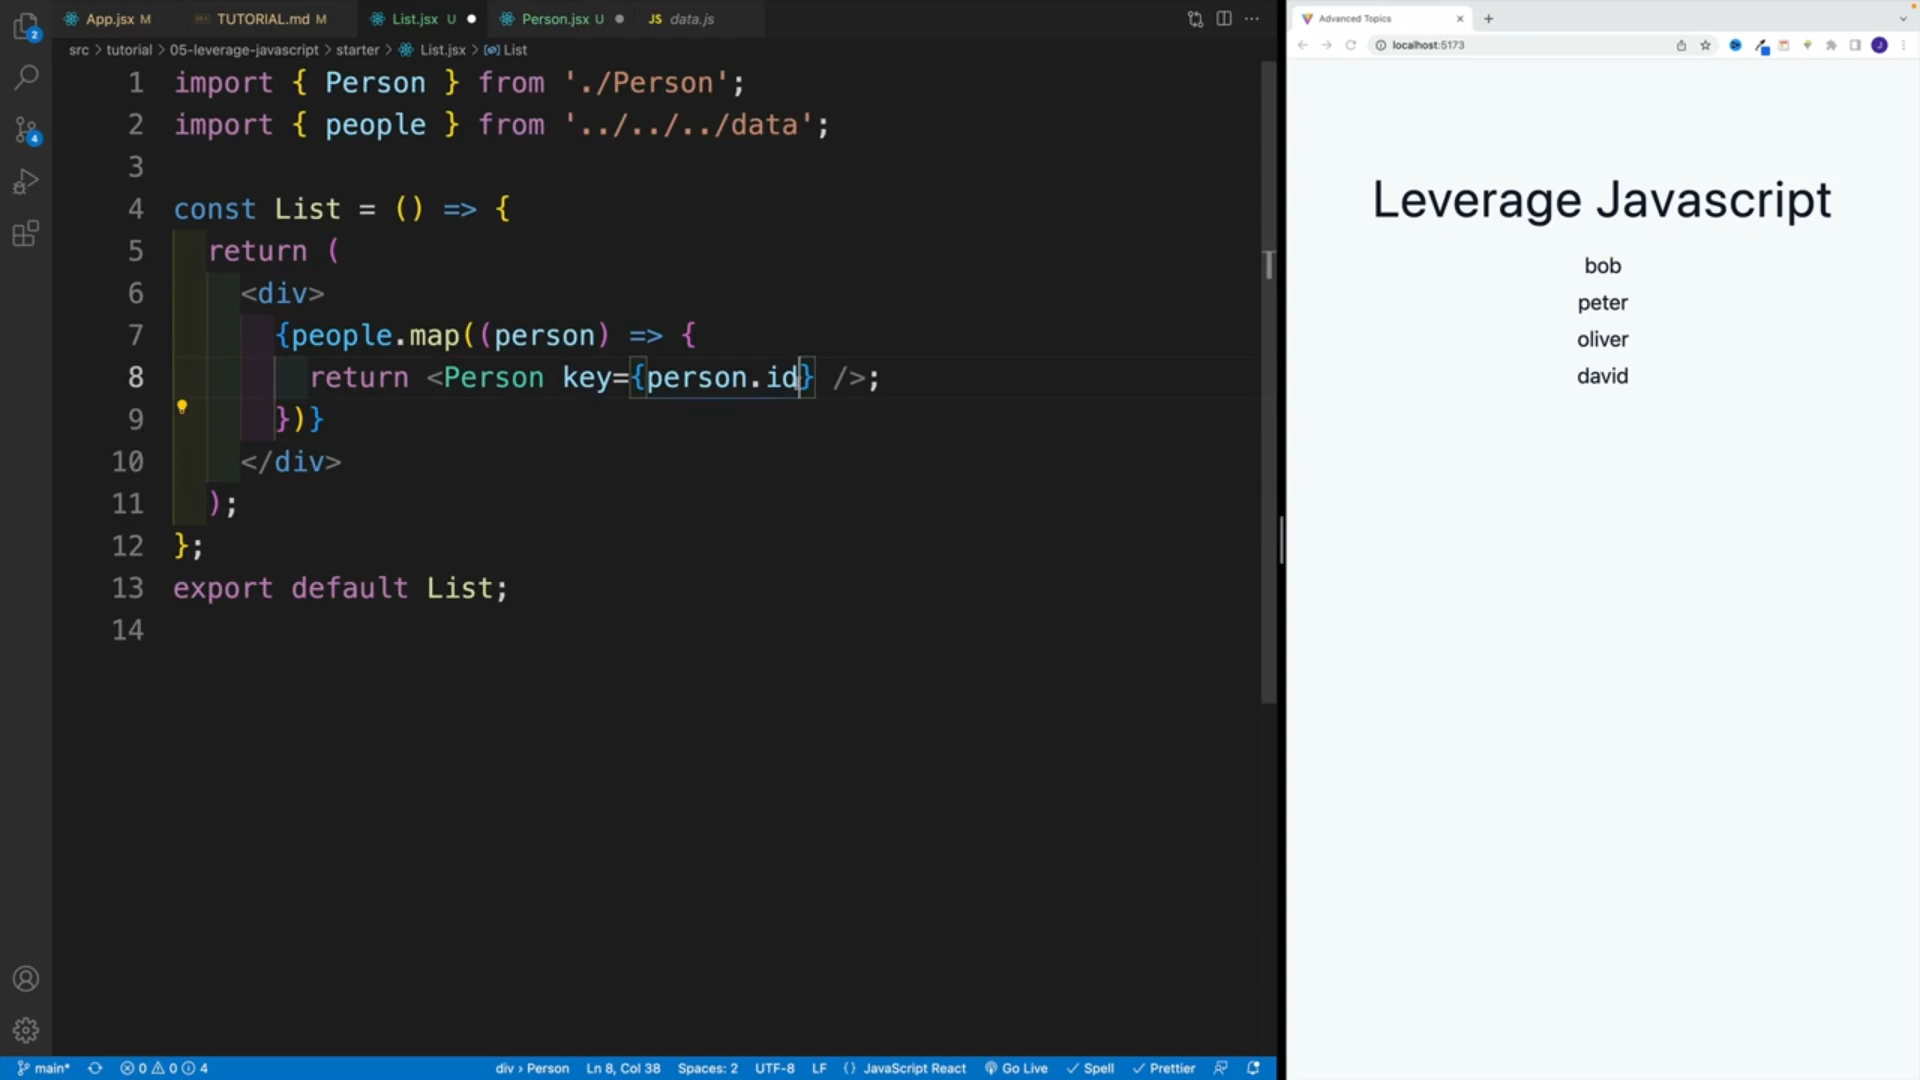 App.jsx M
TUTORIAL.md M
List.jsx U
Person.jsx U
JS data.js
src > tutorial > 05-leverage-javascript > starter > List.jsx > List
1 import { Person } from './Person';
2 import { people } from '../../../data';
3
4 const List = () => {
5 return (
6 <div>
7 {people.map((person) => {
8 return <Person key={person.id} />;
9 })}
10 </div>
11 );
12 };
13 export default List;
14
2
4
main*
0 0 4
div > Person
Ln 8, Col 38
Spaces: 2
UTF-8
LF
{} JavaScript React
Go Live
Spell
Prettier
Advanced Topics
localhost:5173
J
Leverage Javascript
bob
peter
oliver
david